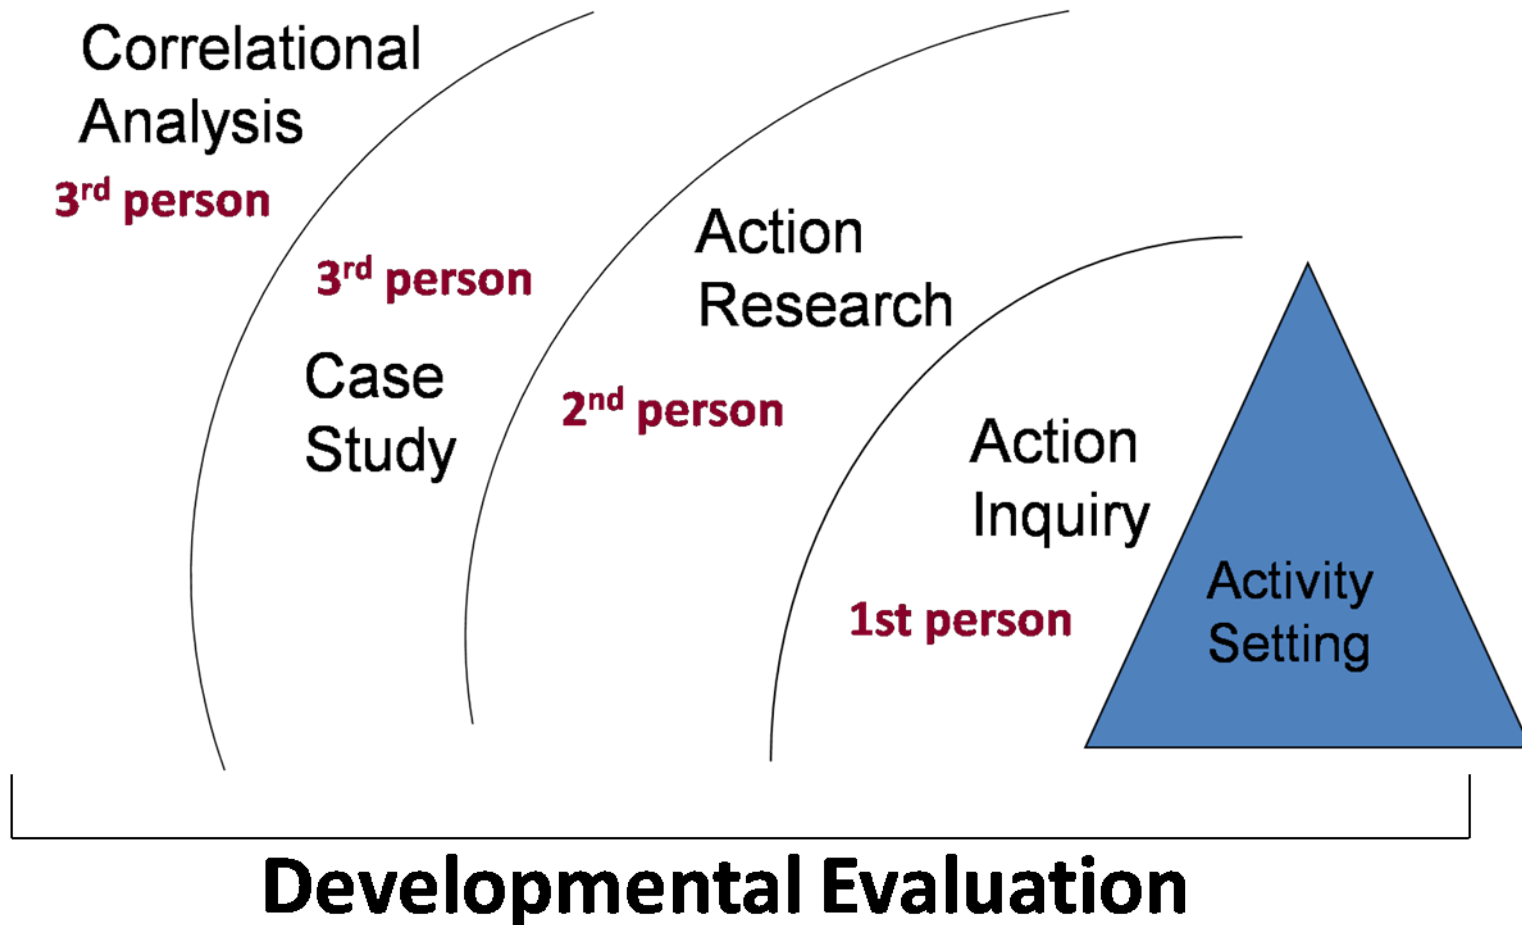 Correlational
Analysis
3rd person
3rd person
Case
Study
Action
Research
2nd person
Action
Inquiry
1st person
Activity
Setting
Developmental Evaluation